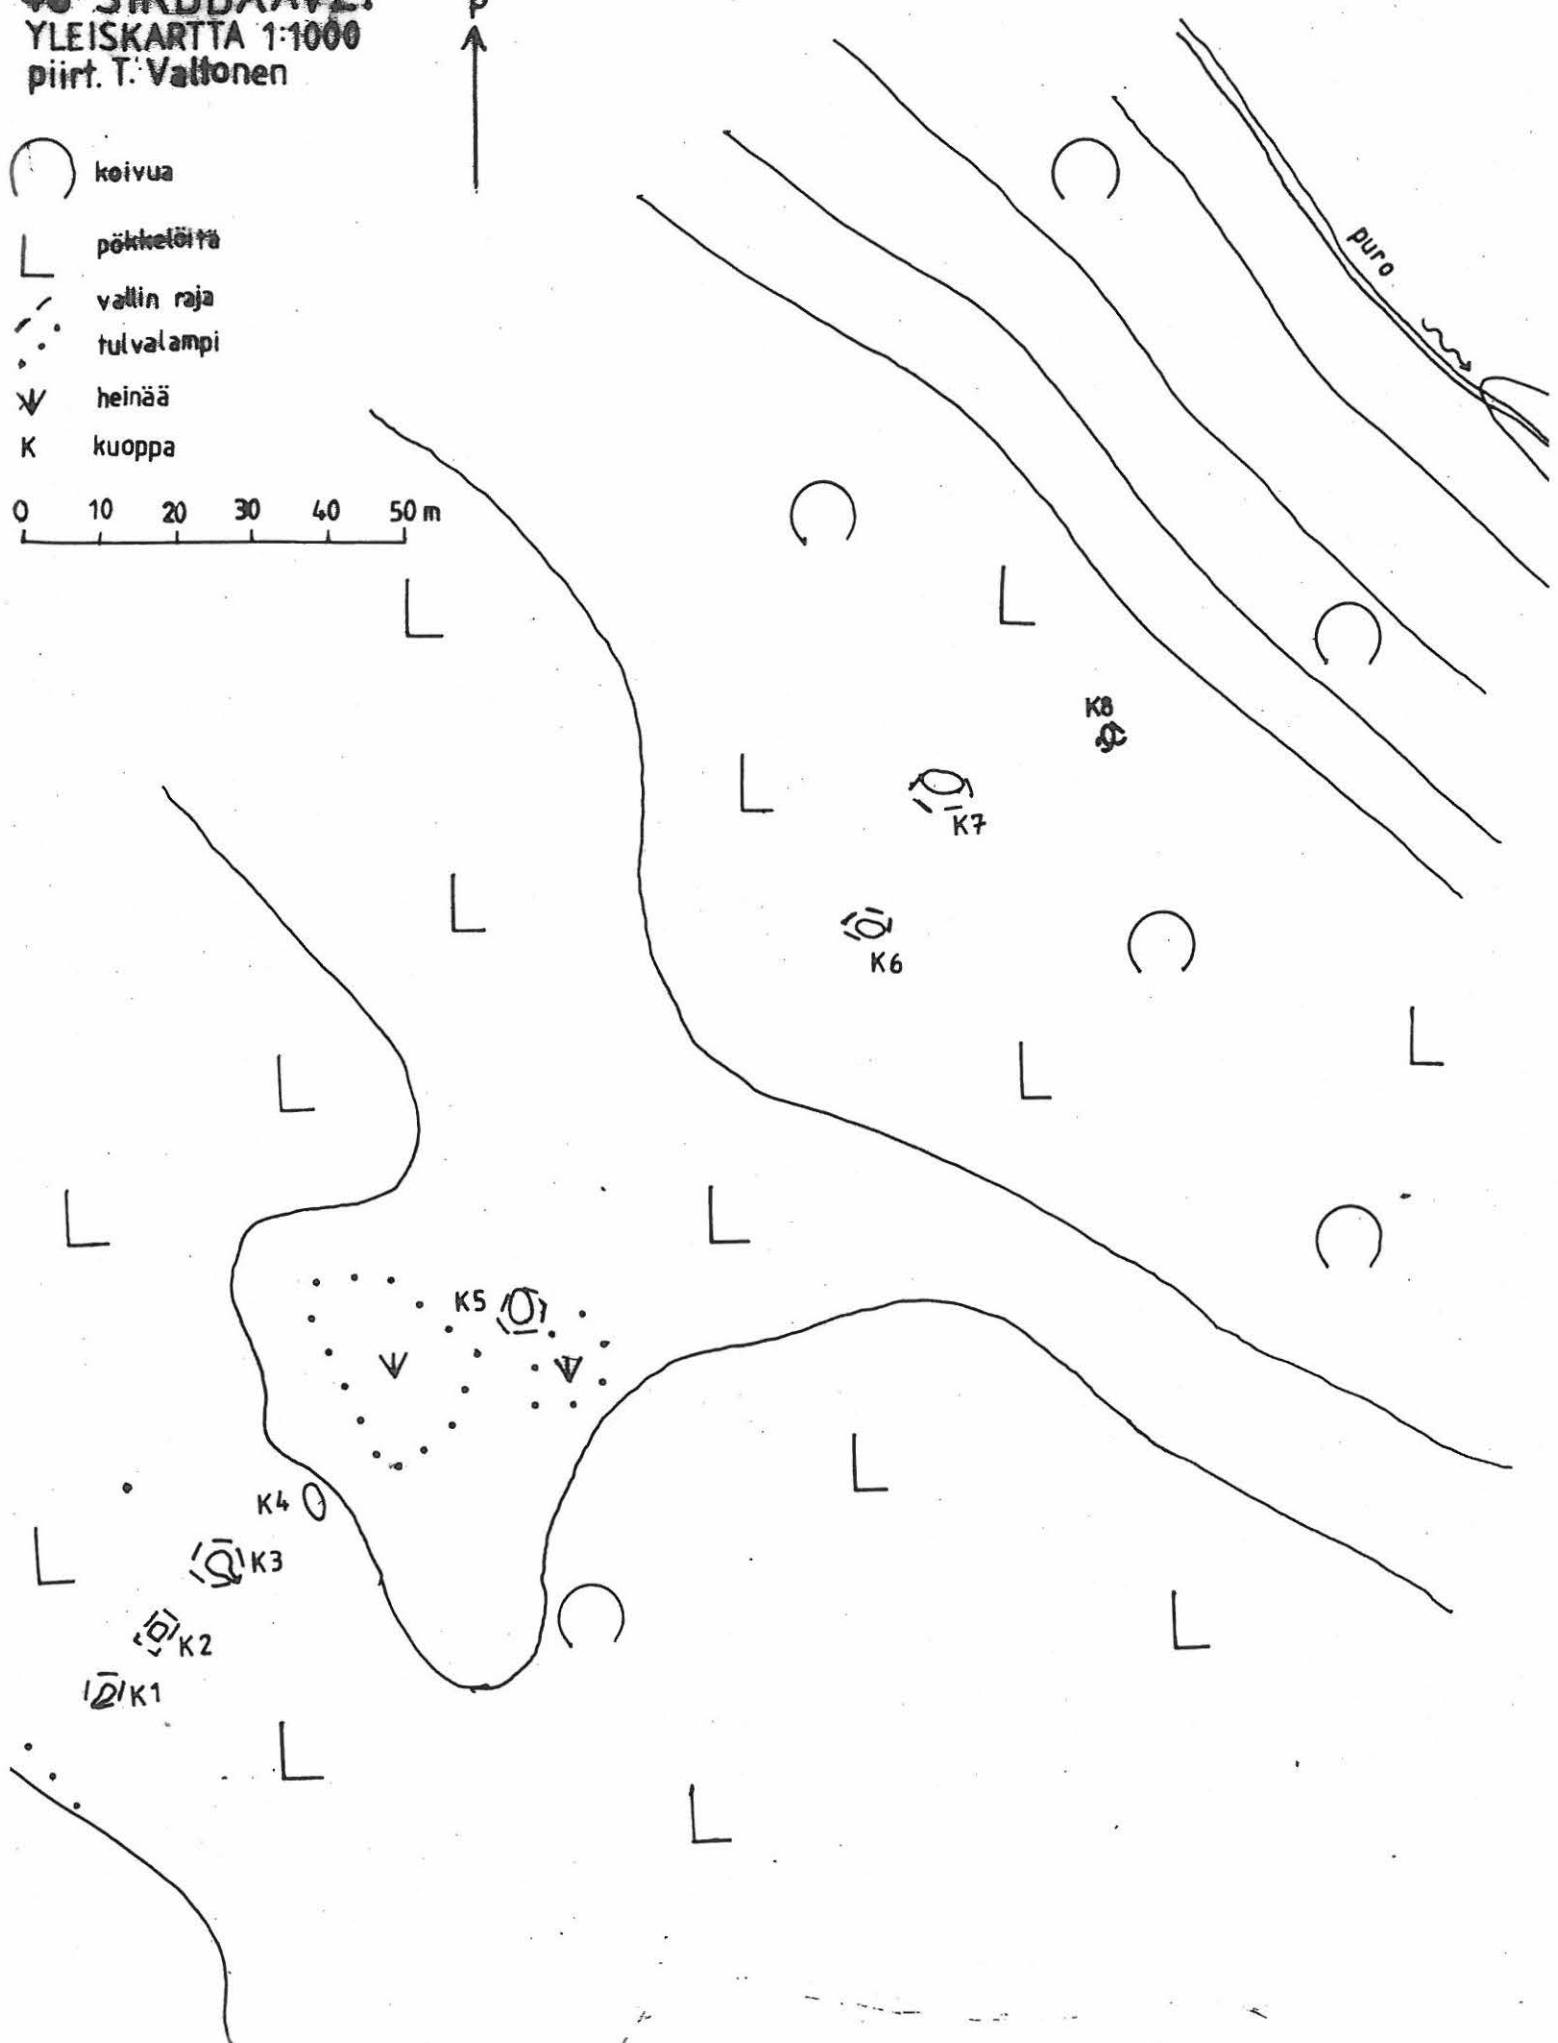 P
YLEISKARTTA 1:1000
piirt. T. Valtonen
koivua
pökkelöitä
vallin raja
tulvalampi
heinää
K kuoppa
0 10 20 30 40 50 m
puro
K8
K7
K6
K5
K4
K3
K2
K1